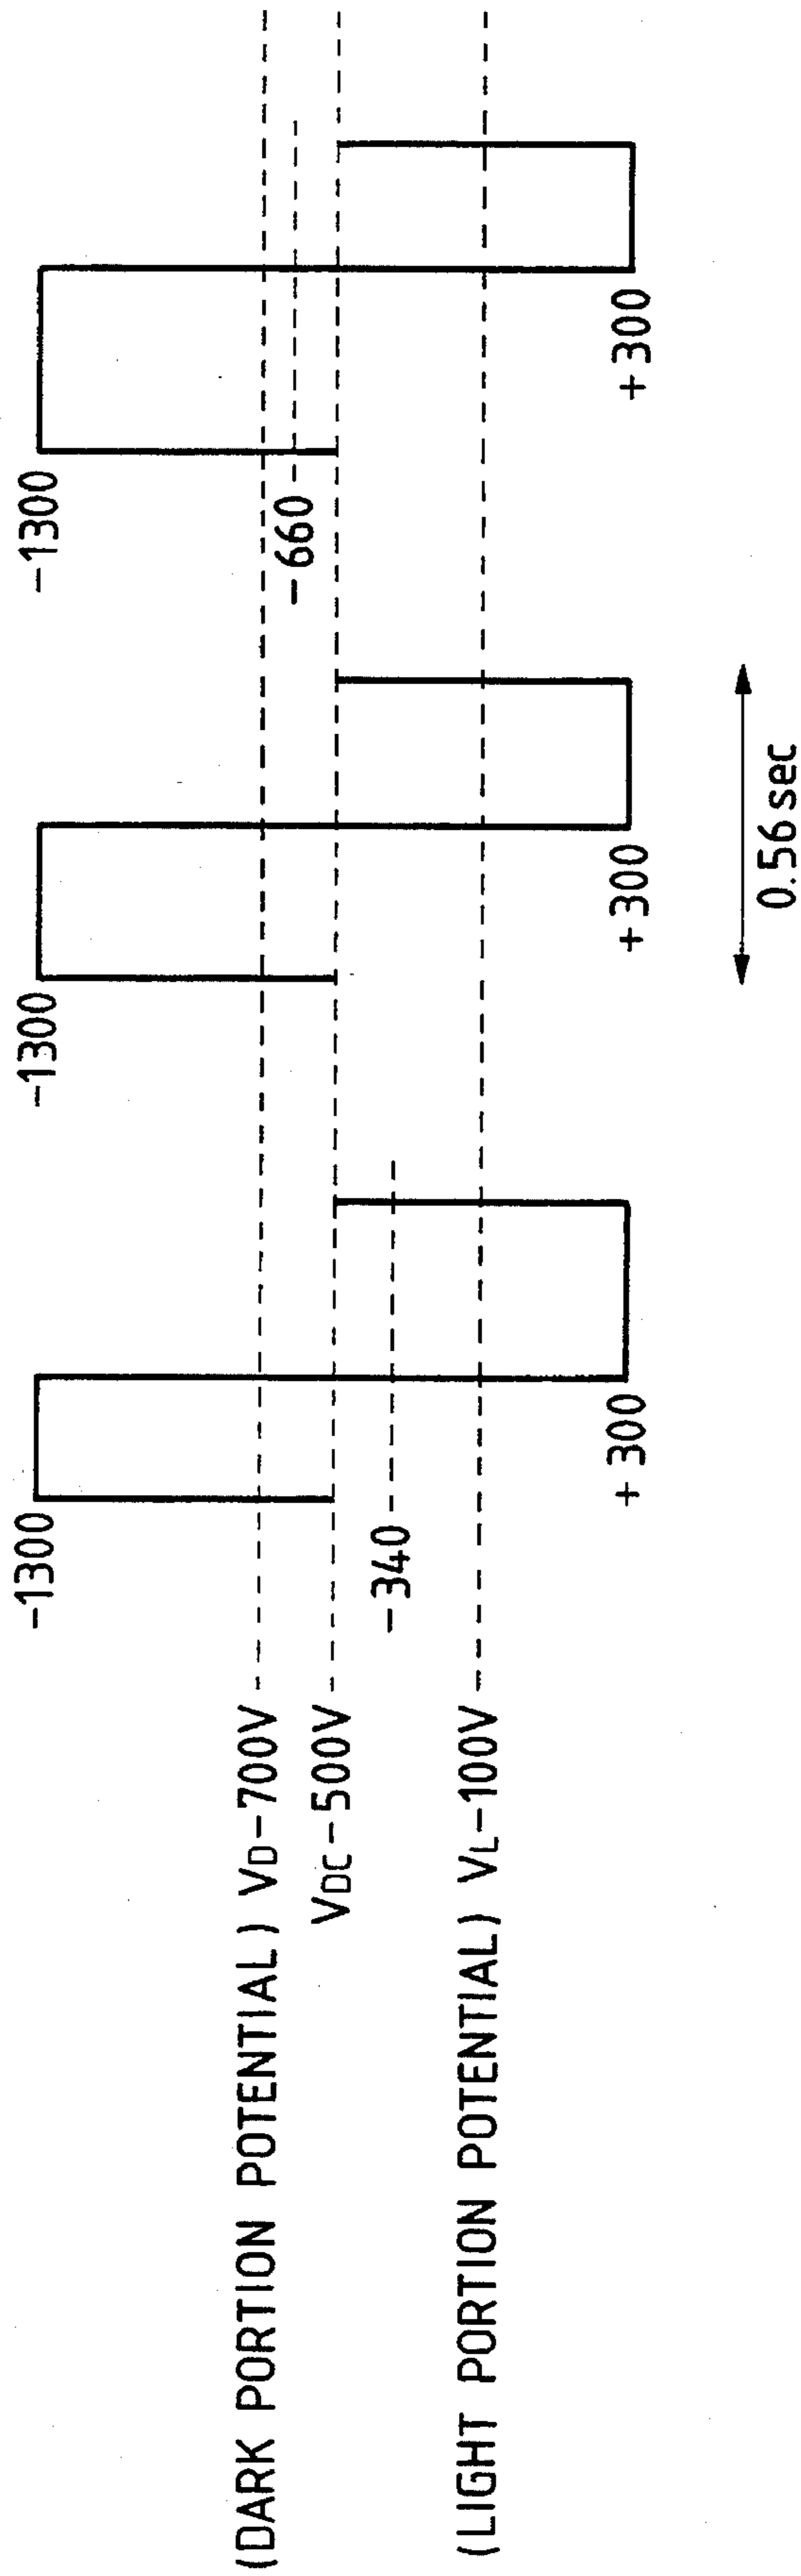 -1300
-1300
-1300
(DARK PORTION POTENTIAL) VD-700V
-660
VDC-500V
-340
(LIGHT PORTION POTENTIAL) VL-100V
+300
+300
+300
0.56 sec